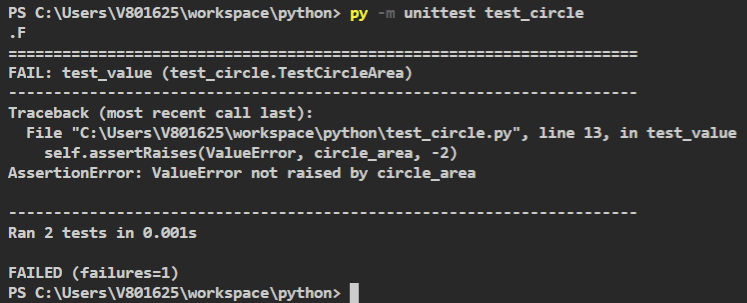 PS C:\Users\V801625\workspace\python> py -m unittest test_circle
.F
======================================================================
FAIL: test_value (test_circle.TestCircleArea)
----------------------------------------------------------------------
Traceback (most recent call last):
  File "C:\Users\V801625\workspace\python\test_circle.py", line 13, in test_value
    self.assertRaises(ValueError, circle_area, -2)
AssertionError: ValueError not raised by circle_area

----------------------------------------------------------------------
Ran 2 tests in 0.001s

FAILED (failures=1)
PS C:\Users\V801625\workspace\python>